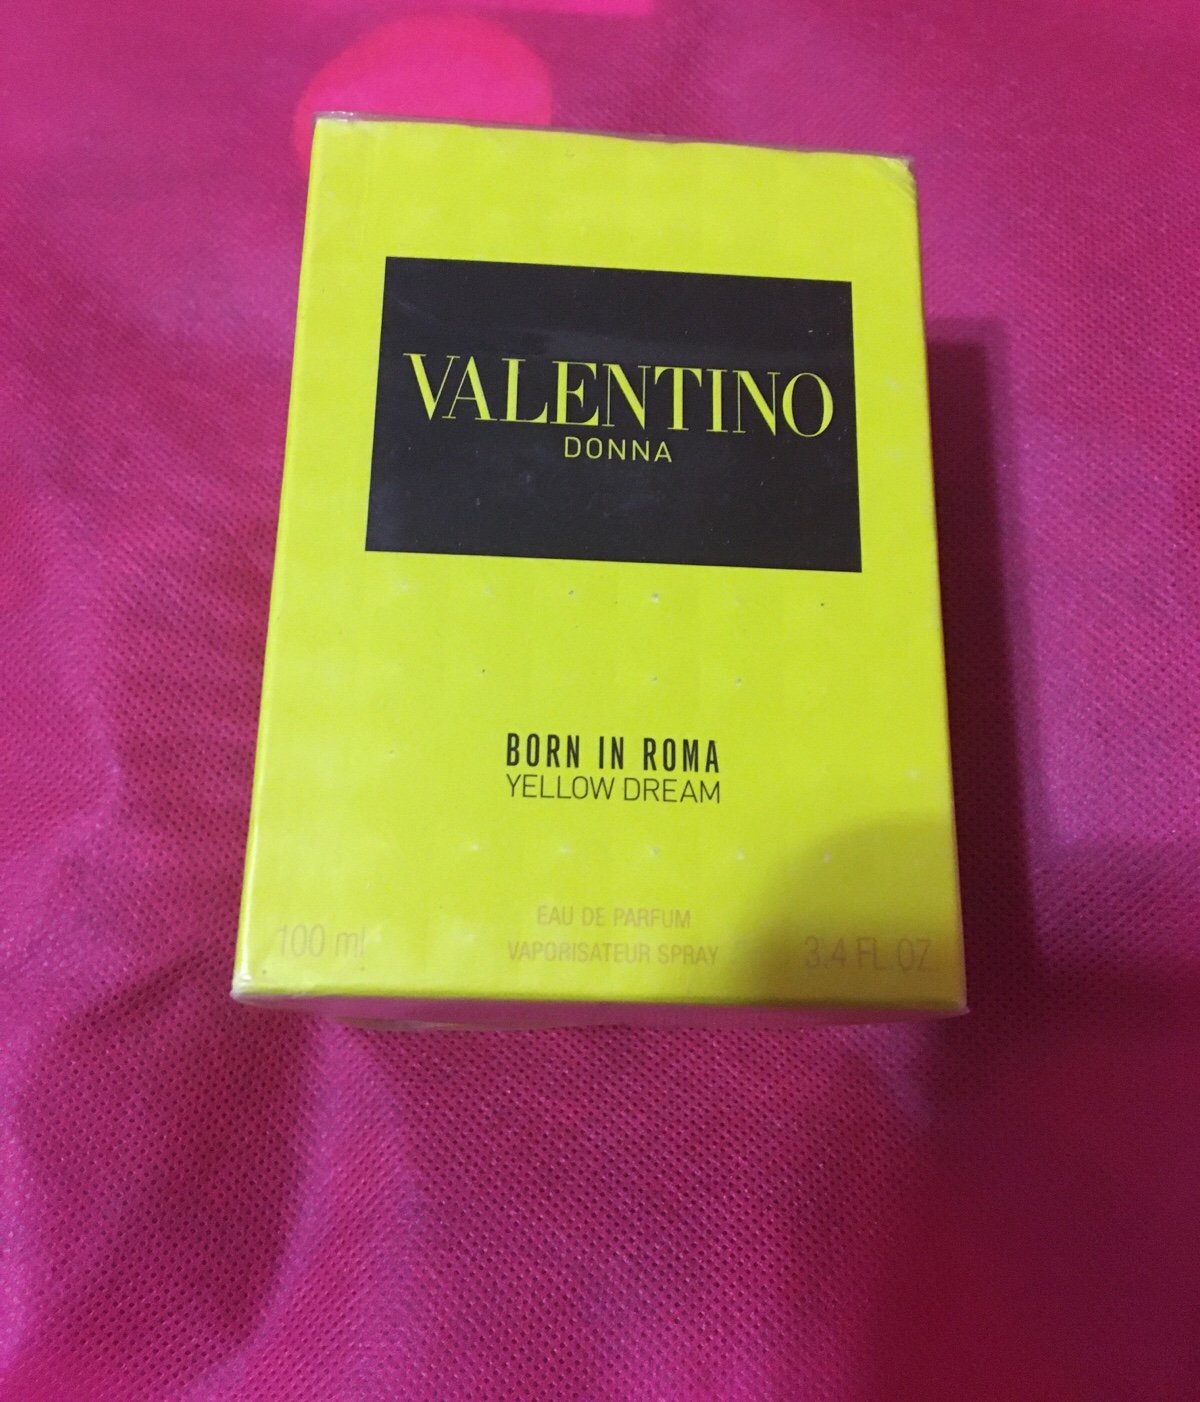 VALENTINO
DONNA
BORN IN ROMA
YELLOW DREAM
EAU DE PARFUM
100 ml VAPORISATEUR SPRAY 3.4 FL.OZ